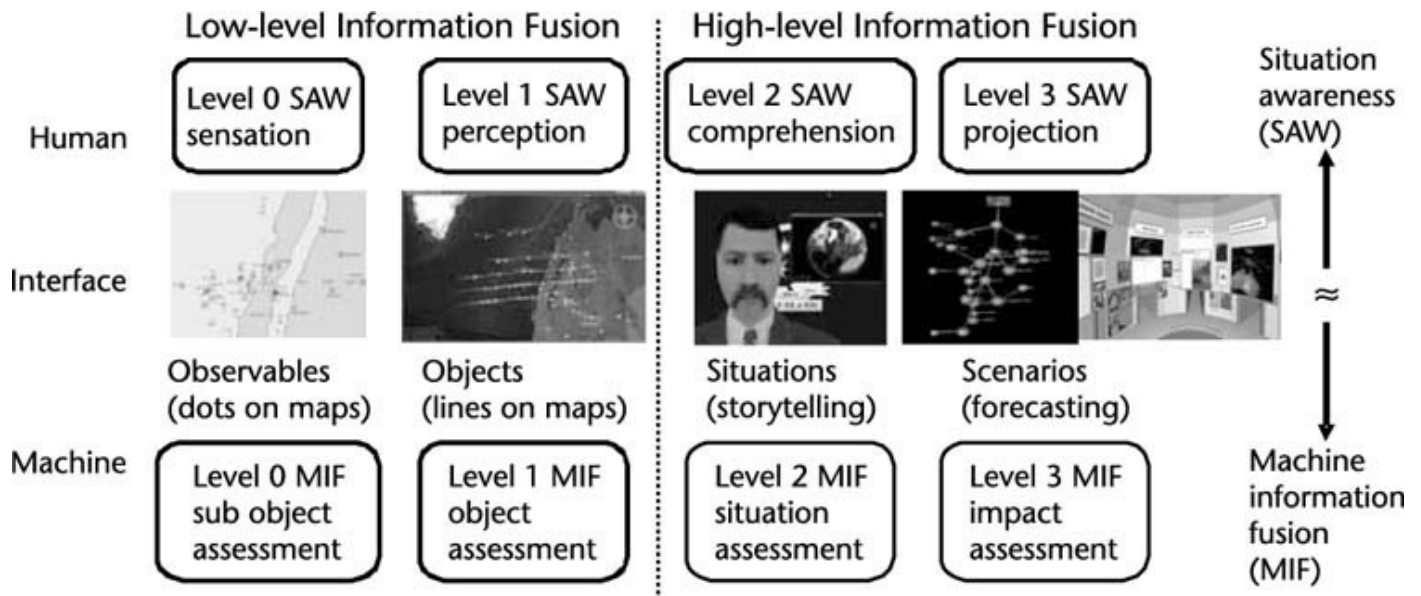 Low-level Information Fusion
High-level Information Fusion
Human
Level 0 SAW
sensation
Level 1 SAW
perception
Level 2 SAW
comprehension
Level 3 SAW
projection
Situation
awareness
(SAW)
Interface
≈
Observables
(dots on maps)
Objects
(lines on maps)
Situations
(storytelling)
Scenarios
(forecasting)
Machine
Level 0 MIF
sub object
assessment
Level 1 MIF
object
assessment
Level 2 MIF
situation
assessment
Level 3 MIF
impact
assessment
Machine
information
fusion
(MIF)